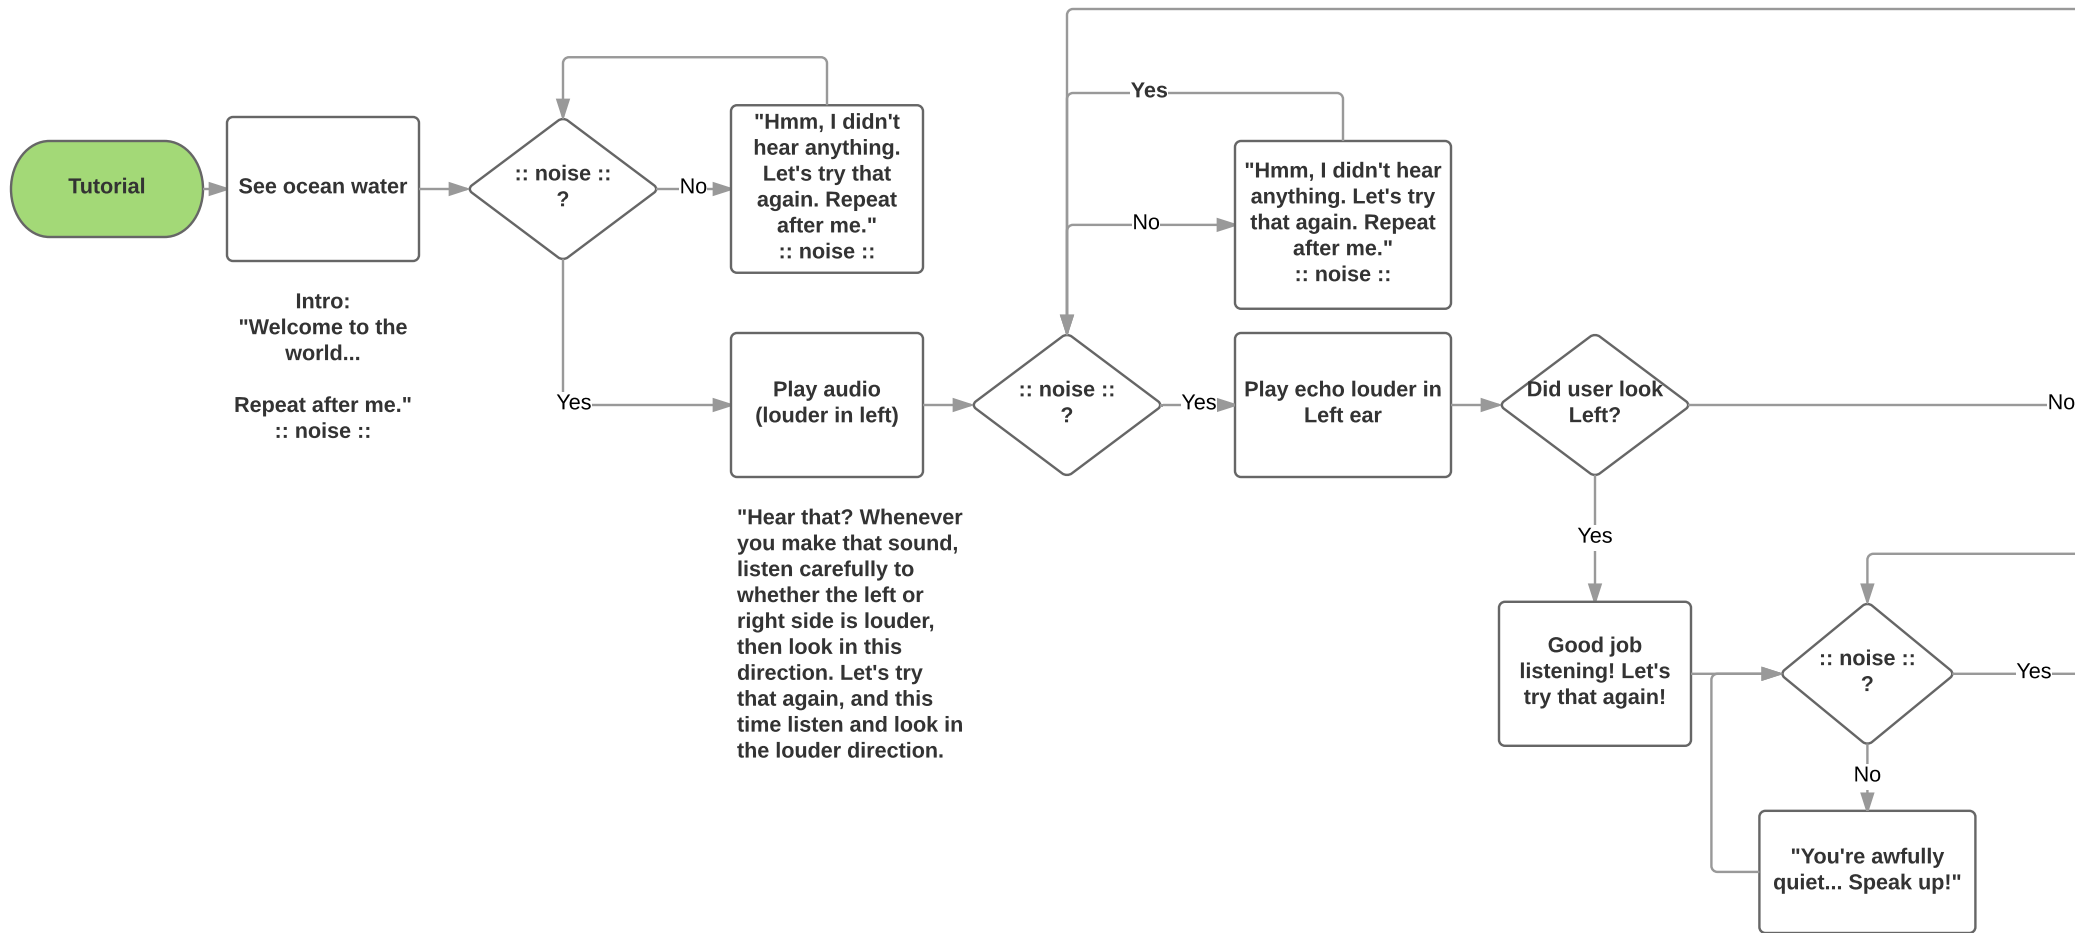 Tutorial
See ocean water
Intro:
"Welcome to the
world...
Repeat after me."
:: noise ::
:: noise ::
?
No
"Hmm, I didn't
hear anything.
Let's try that
again. Repeat
after me."
:: noise ::
Yes
Play audio
(louder in left)
"Hear that? Whenever
you make that sound,
listen carefully to
whether the left or
right side is louder,
then look in this
direction. Let's try
that again, and this
time listen and look in
the louder direction.
:: noise ::
?
Yes
No
"Hmm, I didn't hear
anything. Let's try
that again. Repeat
after me."
:: noise ::
Yes
Play echo louder in
Left ear
Did user look
Left?
No
Yes
Good job
listening! Let's
try that again!
:: noise ::
?
Yes
No
"You're awfully
quiet... Speak up!"